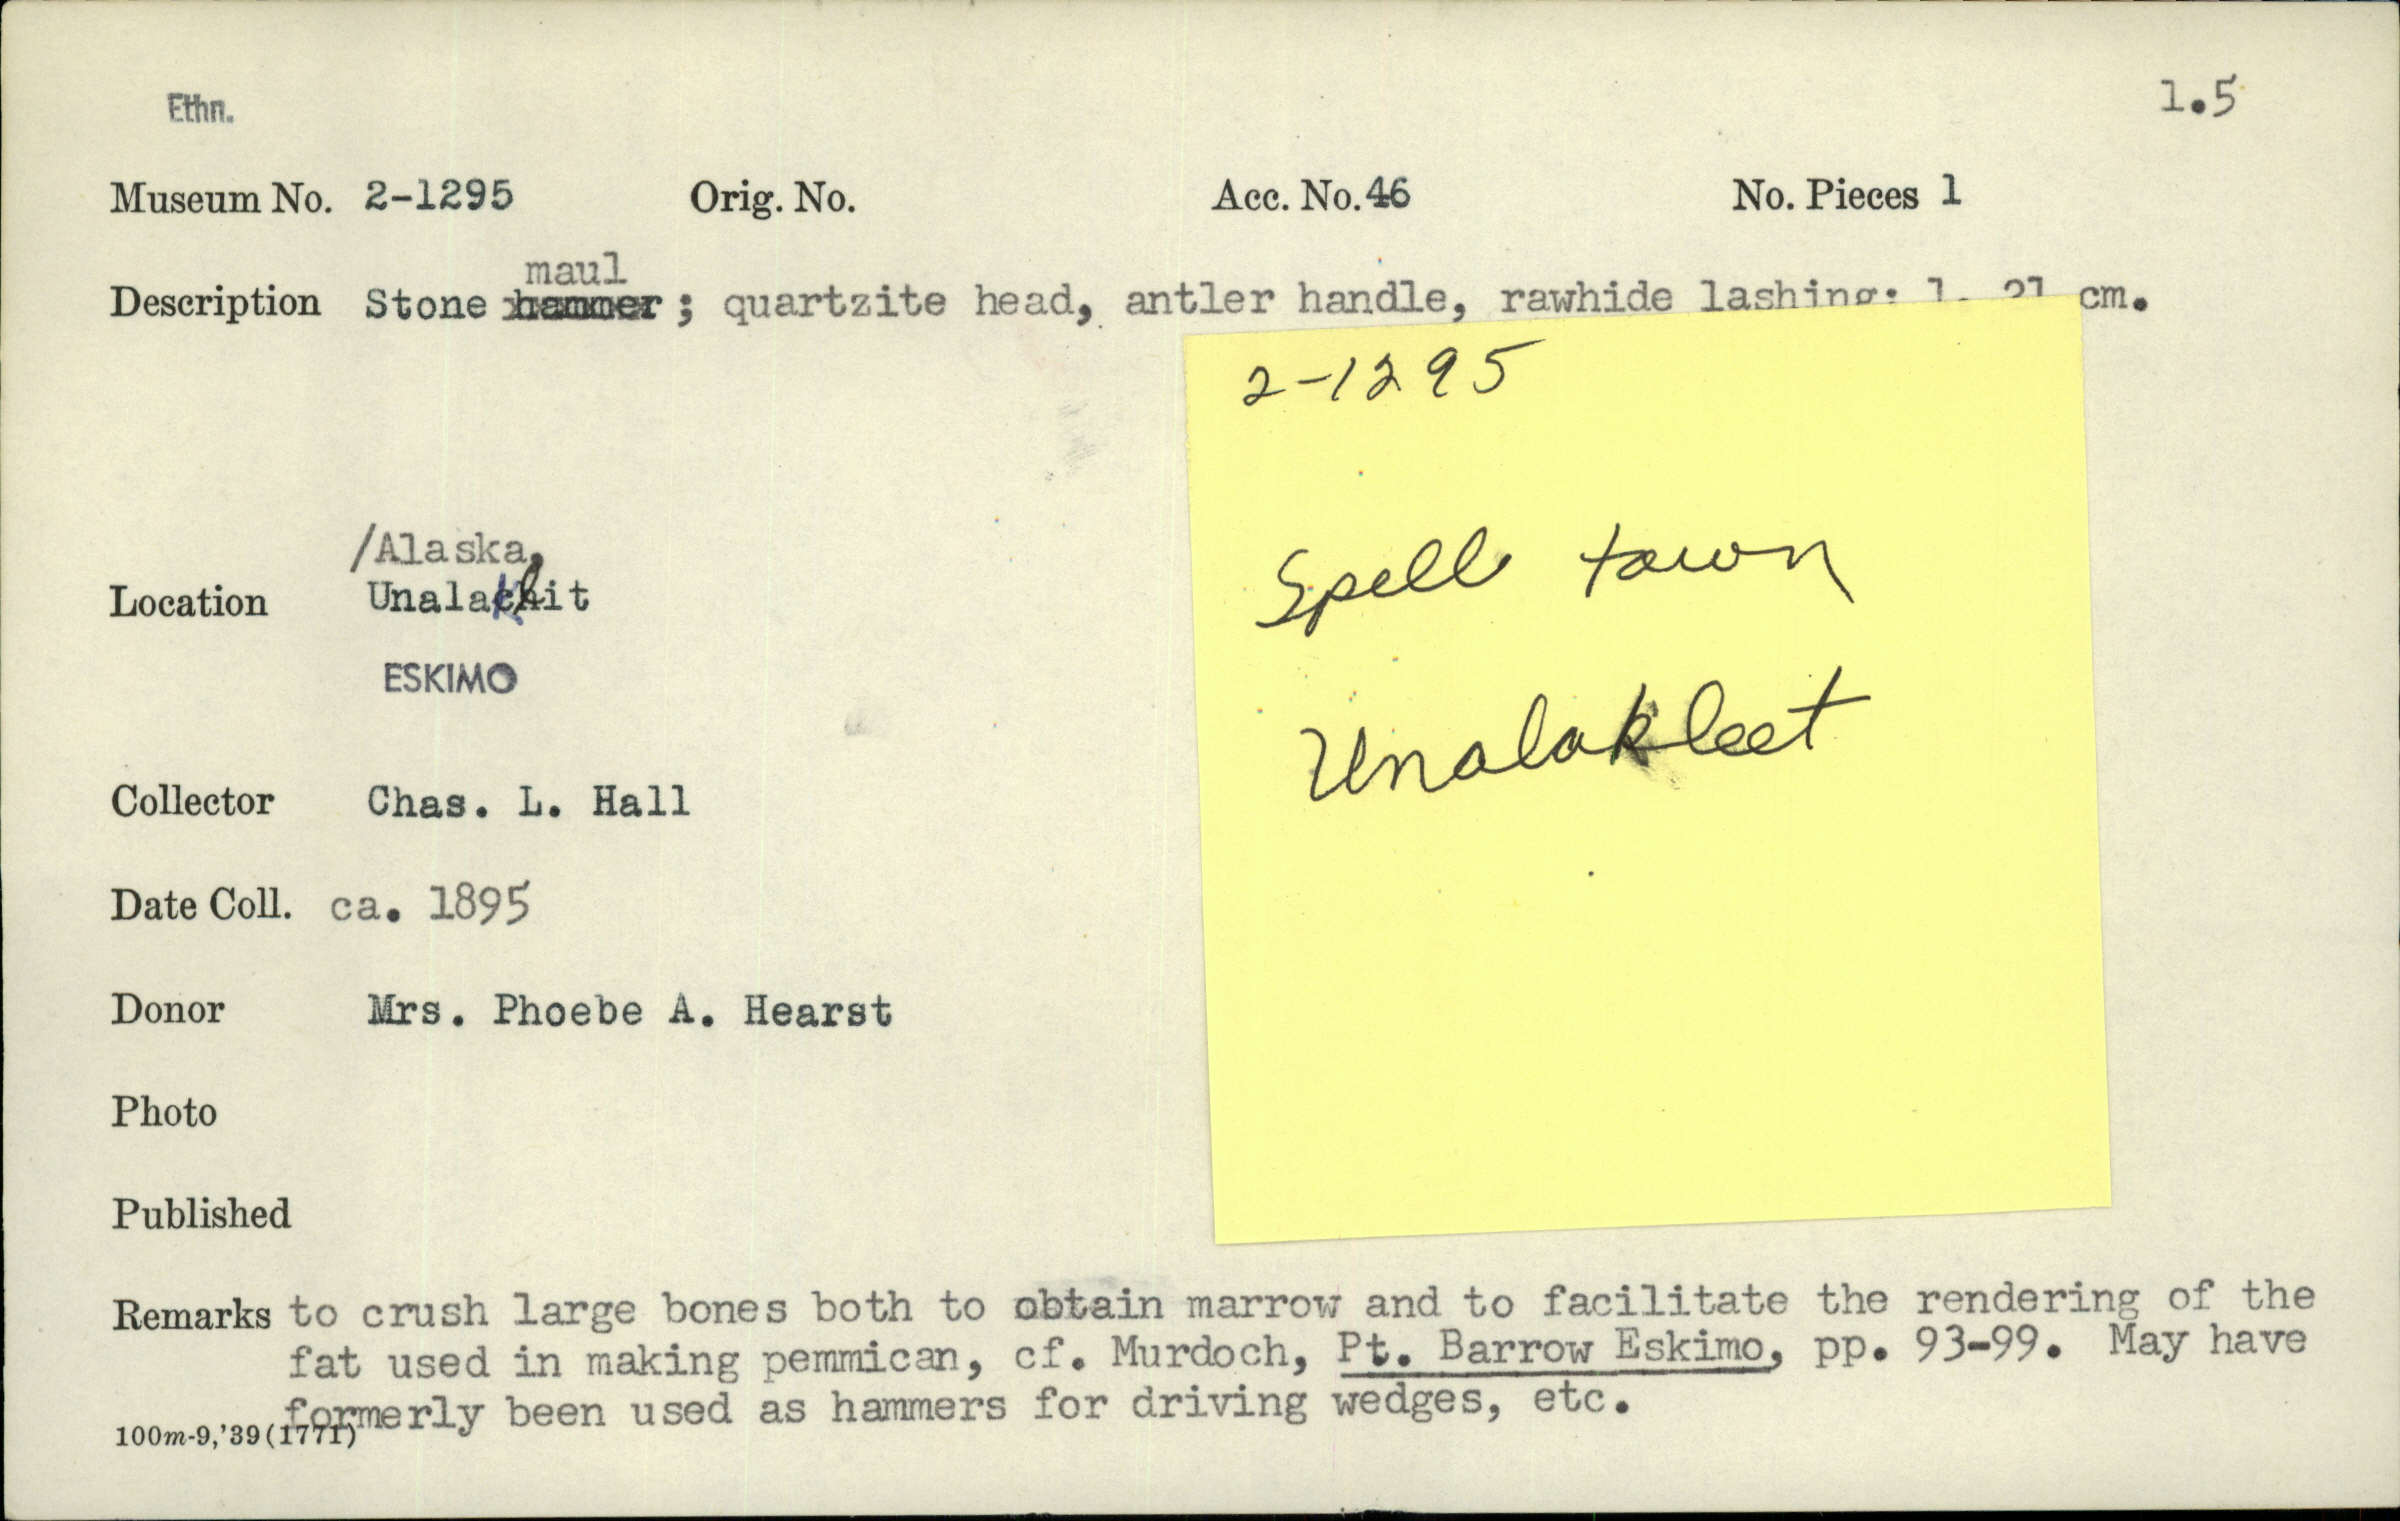 Ethn.
1.5
Museum No. 2-1295 Orig. No. Acc. No. 46 No. Pieces 1
maul
Description Stone hammer; quartzite head, antler handle, rawhide lashing; l. 21 cm.
2-1295
Spell town
Unalakleet
/Alaska,
Location Unalaklit
ESKIMO
Collector Chas. L. Hall
Date Coll. ca. 1895
Donor Mrs. Phoebe A. Hearst
Photo
Published
Remarks to crush large bones both to obtain marrow and to facilitate the rendering of the
fat used in making pemmican, cf. Murdoch, Pt. Barrow Eskimo, pp. 93-99. May have
formerly been used as hammers for driving wedges, etc.
100m-9,'39(1771)